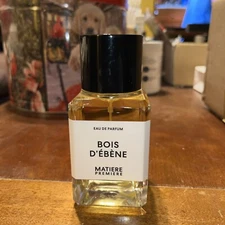 EAU DE PARFUM
BOIS
D'ÉBÈNE
MATIERE
PREMIERE